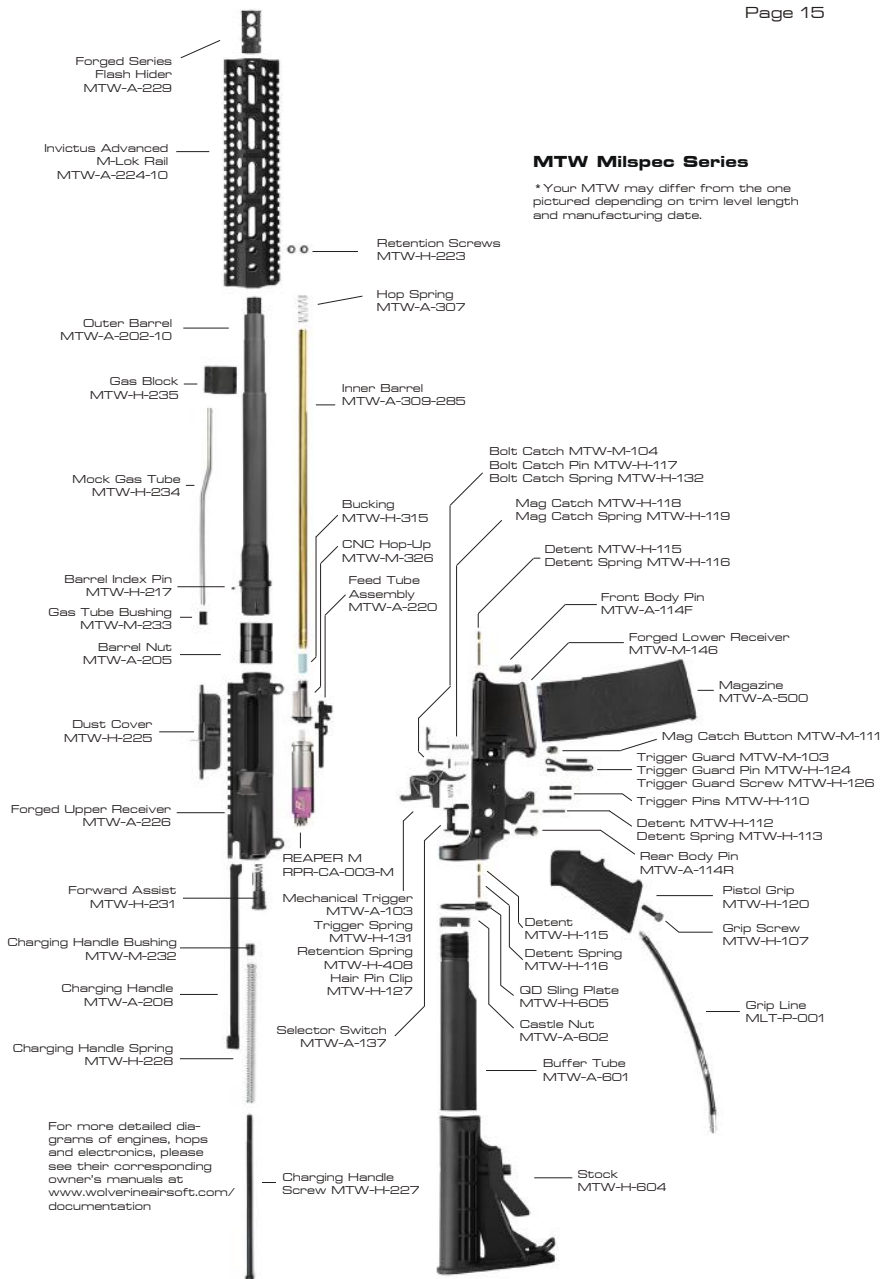 Page 15
Forged Series
Flash Hider
MTW-A-229
Invictus Advanced
M-Lok Rail
MTW-A-224-10
MTW Milspec Series
*Your MTW may differ from the one
pictured depending on trim level length
and manufacturing date.
Retention Screws
MTW-H-223
Hop Spring
MTW-A-307
Outer Barrel
MTW-A-202-10
Gas Block
MTW-H-235
Inner Barrel
MTW-A-309-285
Mock Gas Tube
MTW-H-234
Bolt Catch MTW-M-104
Bolt Catch Pin MTW-H-117
Bolt Catch Spring MTW-H-132
Mag Catch MTW-H-118
Mag Catch Spring MTW-H-119
Bucking
MTW-H-315
CNC Hop-Up
MTW-M-326
Feed Tube
Assembly
MTW-A-220
Detent MTW-H-115
Detent Spring MTW-H-116
Front Body Pin
MTW-A-114F
Forged Lower Receiver
MTW-M-146
Barrel Index Pin
MTW-H-217
Gas Tube Bushing
MTW-M-233
Barrel Nut
MTW-A-205
Magazine
MTW-A-500
Dust Cover
MTW-H-225
Mag Catch Button MTW-M-111
Trigger Guard MTW-M-103
Trigger Guard Pin MTW-H-124
Trigger Guard Screw MTW-H-126
Trigger Pins MTW-H-110
Forged Upper Receiver
MTW-A-226
Detent MTW-H-112
Detent Spring MTW-H-113
REAPER M
RPR-CA-003-M
Rear Body Pin
MTW-A-114R
Forward Assist
MTW-H-231
Mechanical Trigger
MTW-A-103
Trigger Spring
MTW-H-131
Retention Spring
MTW-H-408
Hair Pin Clip
MTW-H-127
Pistol Grip
MTW-H-120
Grip Screw
MTW-H-107
Detent
MTW-H-115
Detent Spring
MTW-H-116
Charging Handle Bushing
MTW-M-232
Charging Handle
MTW-A-208
QD Sling Plate
MTW-H-605
Grip Line
MLT-P-001
Selector Switch
MTW-A-137
Castle Nut
MTW-A-602
Charging Handle Spring
MTW-H-228
Buffer Tube
MTW-A-601
For more detailed dia-
grams of engines, hops
and electronics, please
see their corresponding
owner's manuals at
www.wolverineairsoft.com/
documentation
Charging Handle
Screw MTW-H-227
Stock
MTW-H-604